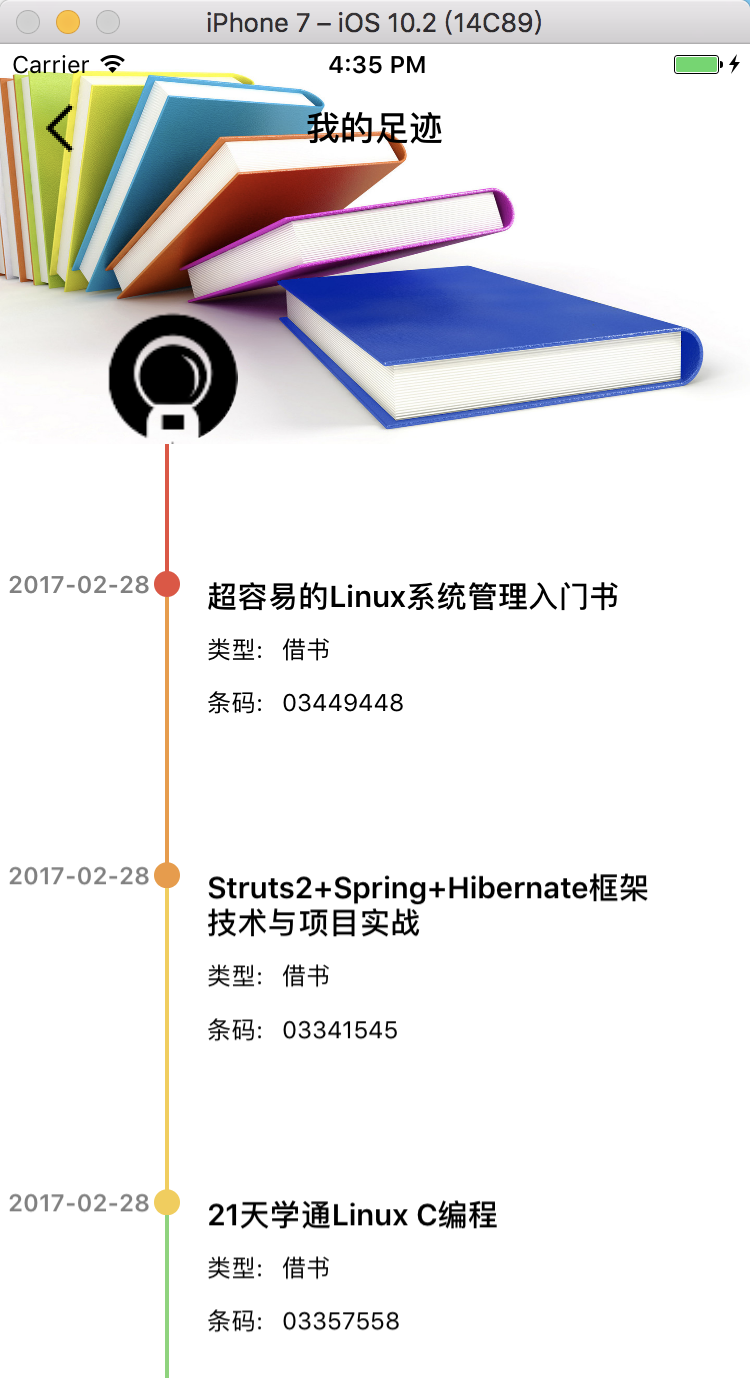 iPhone 7 – iOS 10.2 (14C89)
Carrier 4:35 PM
我的足迹
2017-02-28
超容易的Linux系统管理入门书
类型: 借书
条码: 03449448
2017-02-28
Struts2+Spring+Hibernate框架
技术与项目实战
类型: 借书
条码: 03341545
2017-02-28
21天学通Linux C编程
类型: 借书
条码: 03357558